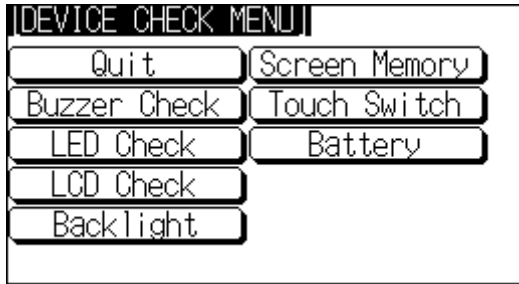 DEVICE CHECK MENU
Quit
Screen Memory
Buzzer Check
Touch Switch
LED Check
Battery
LCD Check
Backlight